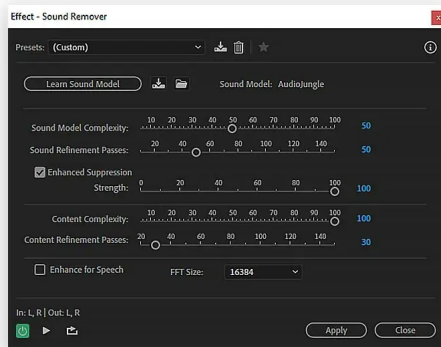 Effect - Sound Remover
x
Presets: (Custom)
Learn Sound Model
Sound Model: AudioJungle
10 20 30 40 50 60 70 80 90 100
Sound Model Complexity: 50
20 40 60 80 100 120 140
Sound Refinement Passes: 50
Enhanced Suppression
Strength: 100
0 20 40 60 80 100
10 20 30 40 50 60 70 80 90 100
Content Complexity: 100
20 40 60 80 100 120 140
Content Refinement Passes: 30
Enhance for Speech FFT Size: 16384
In: L, R | Out: L, R
Apply Close